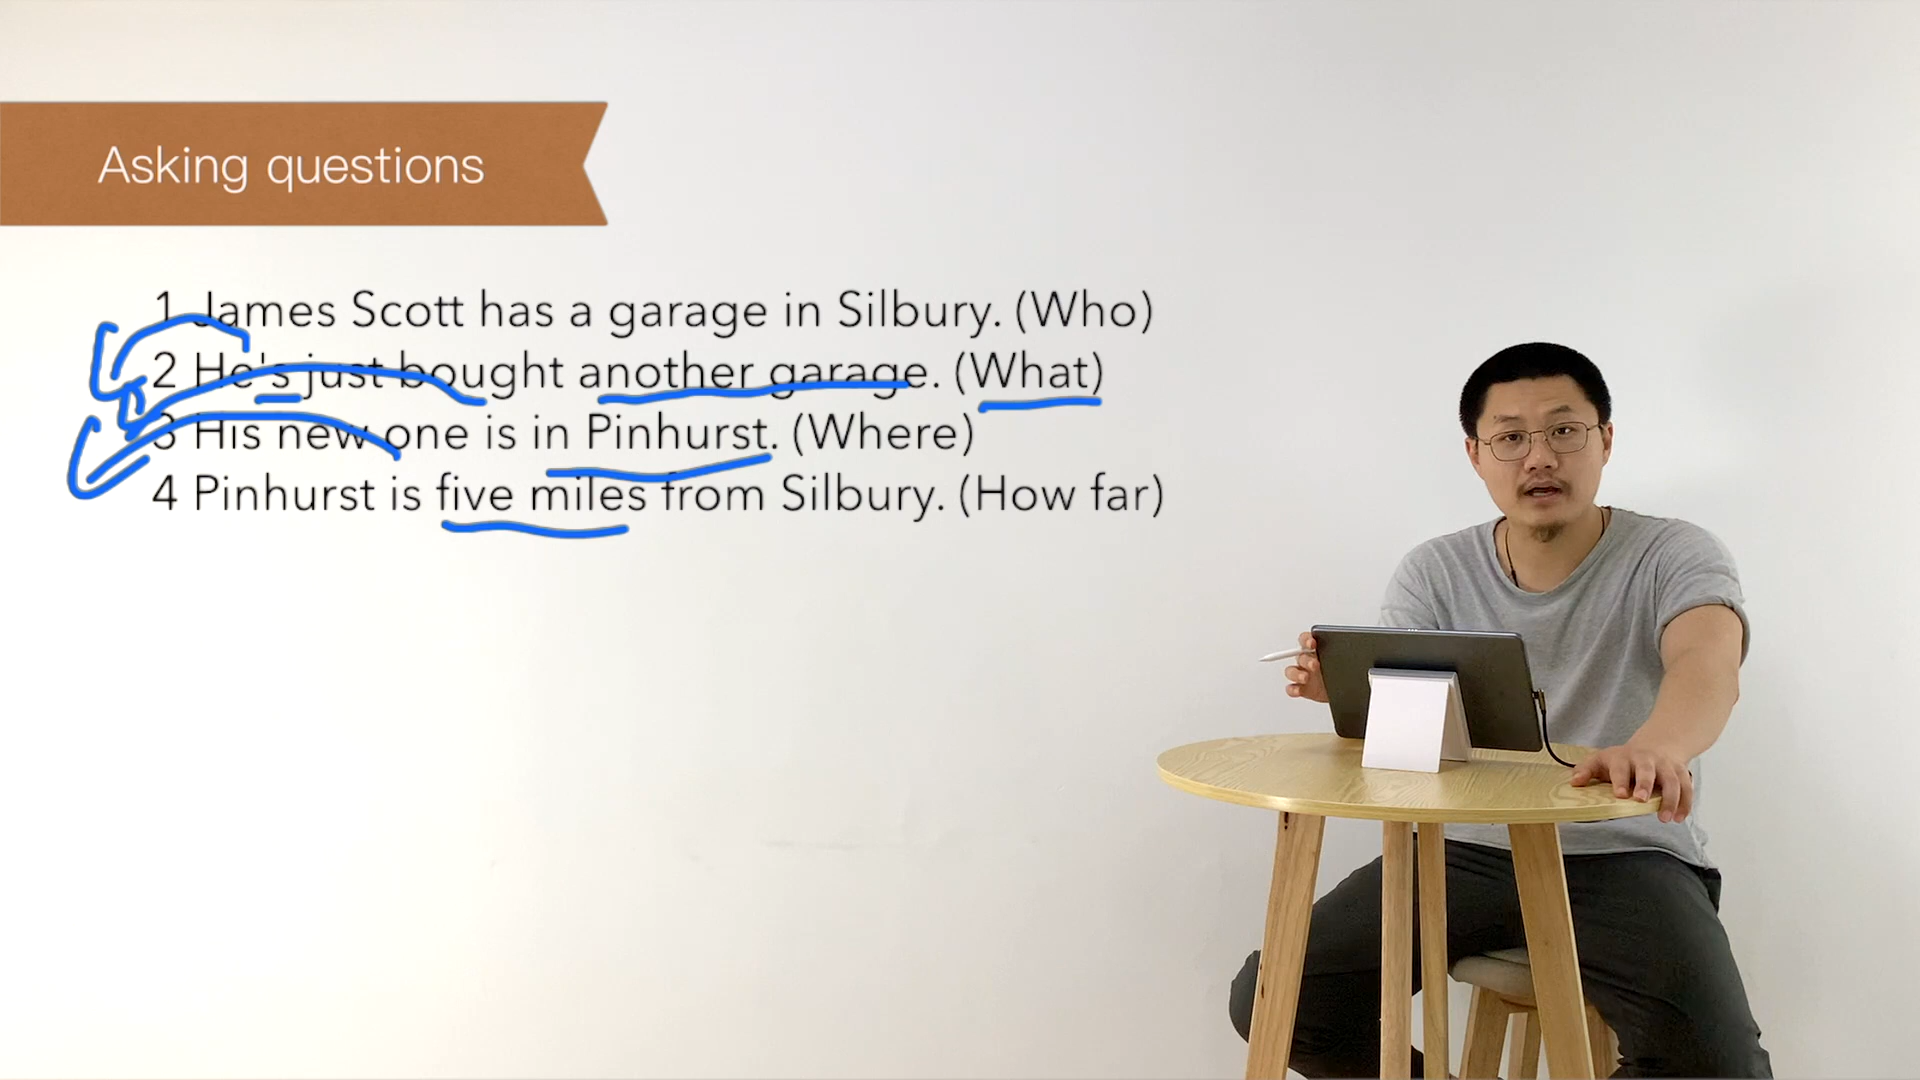 Asking questions
1 James Scott has a garage in Silbury. (Who)
2 He's just bought another garage. (What)
3 His new one is in Pinhurst. (Where)
4 Pinhurst is five miles from Silbury. (How far)